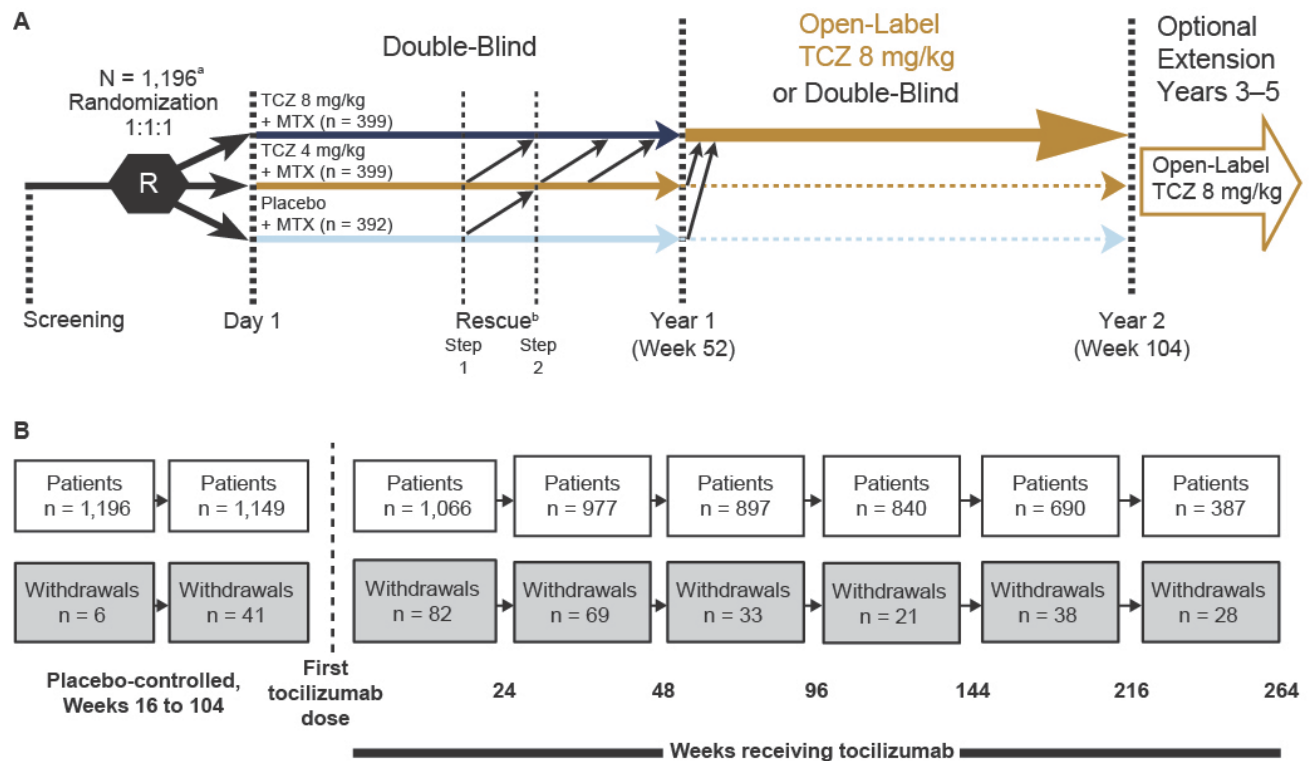 A
Double-Blind
Open-Label
TCZ 8 mg/kg
or Double-Blind
Optional
Extension
Years 3–5
N = 1,196a
Randomization
1:1:1
R
TCZ 8 mg/kg
+ MTX (n = 399)
TCZ 4 mg/kg
+ MTX (n = 399)
Placebo
+ MTX (n = 392)
Open-Label
TCZ 8 mg/kg
Screening
Day 1
Rescueb
Step
1
Step
2
Year 1
(Week 52)
Year 2
(Week 104)
B
Patients
n = 1,196
Patients
n = 1,149
Patients
n = 1,066
Patients
n = 977
Patients
n = 897
Patients
n = 840
Patients
n = 690
Patients
n = 387
Withdrawals
n = 6
Withdrawals
n = 41
Withdrawals
n = 82
Withdrawals
n = 69
Withdrawals
n = 33
Withdrawals
n = 21
Withdrawals
n = 38
Withdrawals
n = 28
Placebo-controlled,
Weeks 16 to 104
First
tocilizumab
dose
24 48 96 144 216 264
Weeks receiving tocilizumab